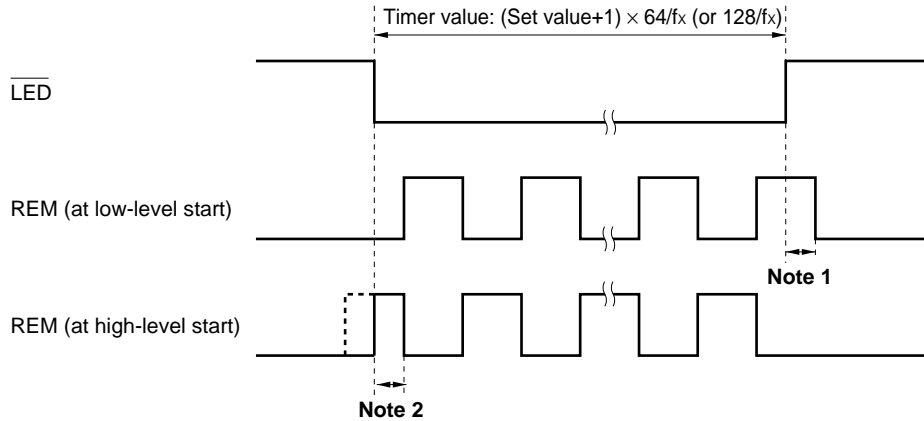 Timer value: (Set value+1) × 64/fx (or 128/fx)
LED
REM (at low-level start)
Note 1
REM (at high-level start)
Note 2